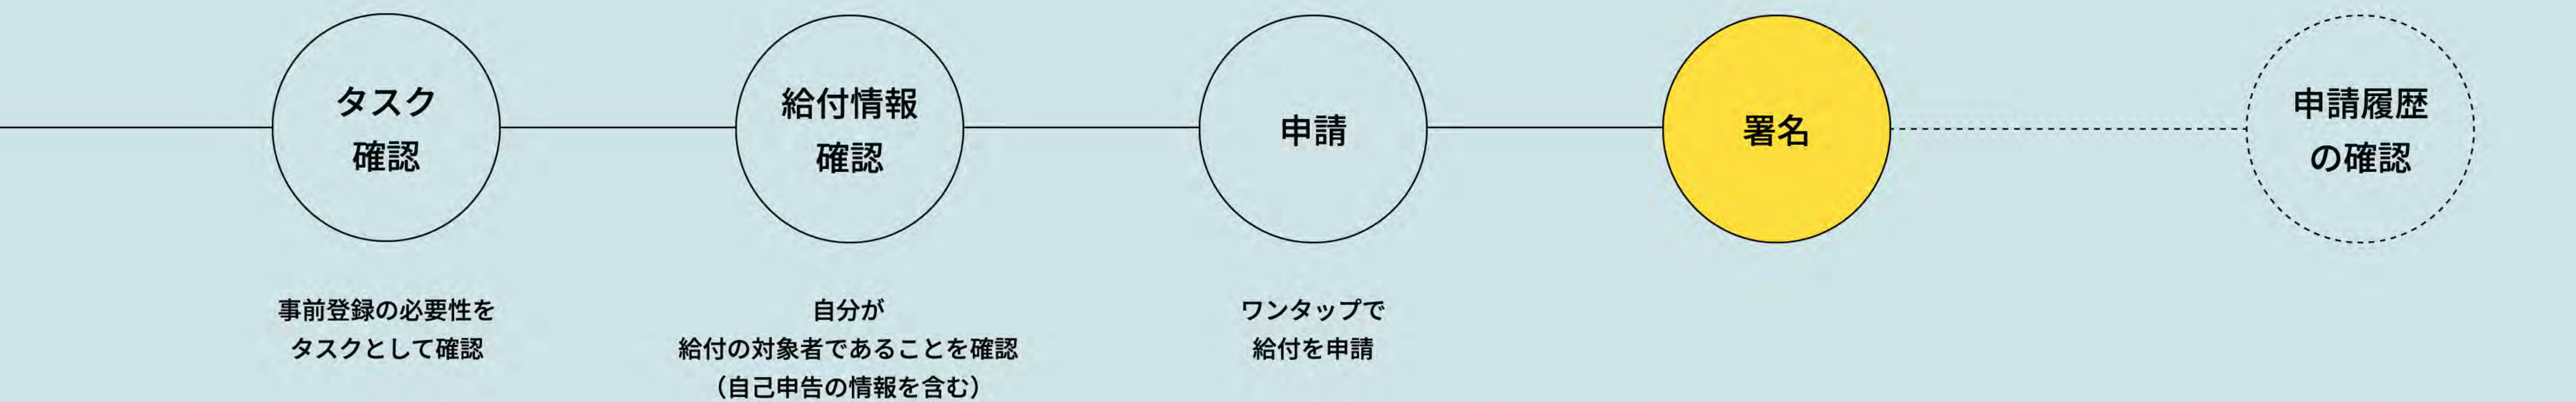 タスク
確認
給付情報
確認
申請
署名
申請履歴
の確認
事前登録の必要性を
タスクとして確認
自分が
給付の対象者であることを確認
（自己申告の情報を含む）
ワンタップで
給付を申請